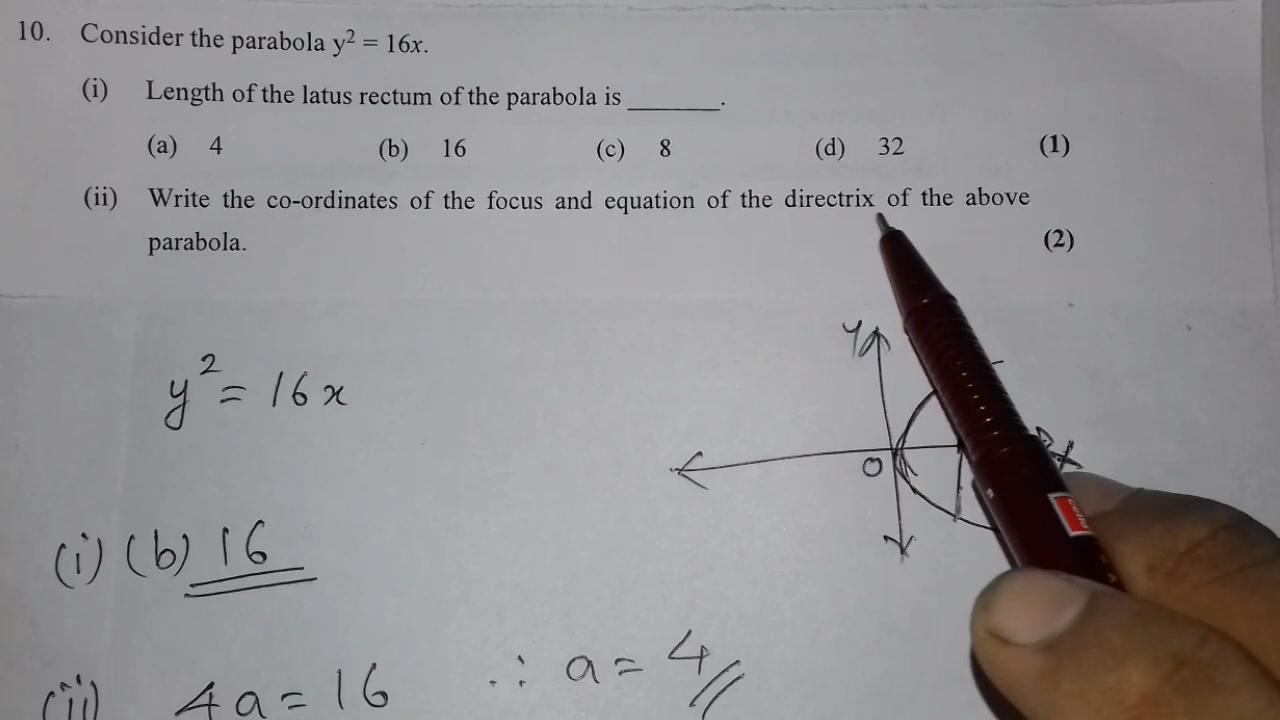 10. Consider the parabola y² = 16x.
(i) Length of the latus rectum of the parabola is _______.
(a) 4 (b) 16 (c) 8 (d) 32 (1)
(ii) Write the co-ordinates of the focus and equation of the directrix of the above
parabola. (2)
y² = 16x
Y
O X
(i) (b) 16
(ii) 4a = 16 ∴ a = 4//